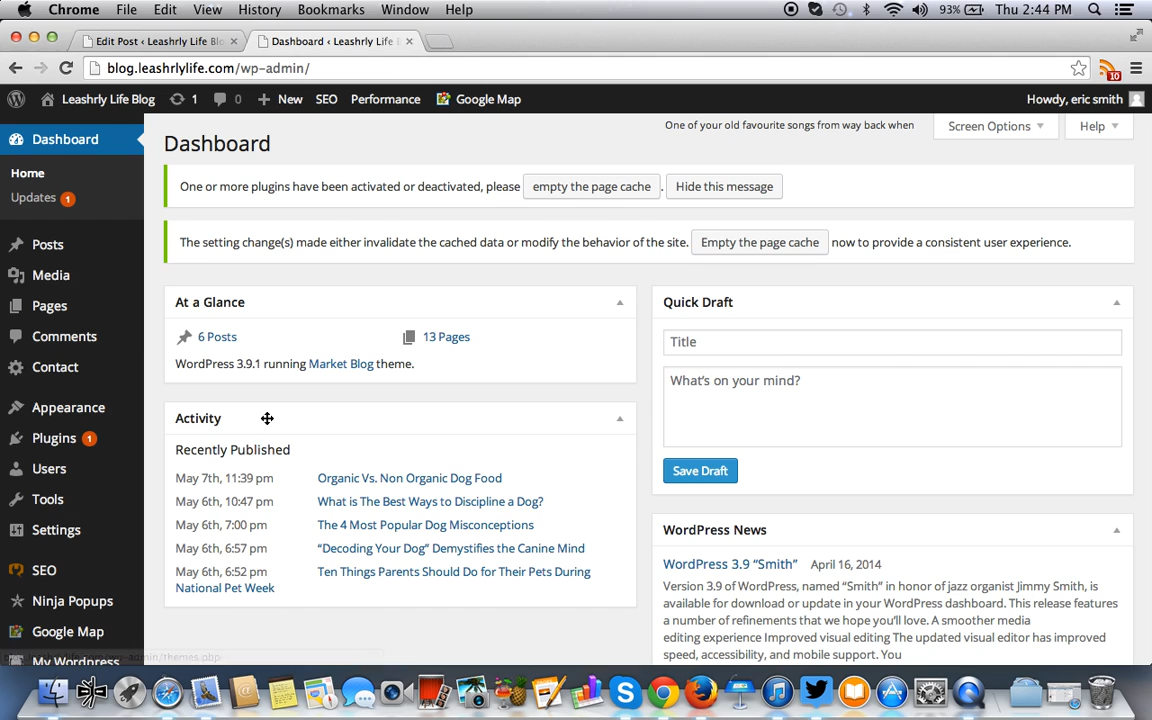 Chrome File Edit View History Bookmarks Window Help 93% Thu 2:44 PM
Edit Post ‹ Leashrly Life Blo
Dashboard ‹ Leashrly Life B
blog.leashrlylife.com/wp-admin/
10
Leashrly Life Blog 1 0 New SEO Performance Google Map Howdy, eric smith
Dashboard
Home
Updates 1
Posts
Media
Pages
Comments
Contact
Appearance
Plugins 1
Users
Tools
Settings
SEO
Ninja Popups
Google Map
My Wordpress
One of your old favourite songs from way back when
Screen Options
Help
Dashboard
One or more plugins have been activated or deactivated, please empty the page cache . Hide this message
The setting change(s) made either invalidate the cached data or modify the behavior of the site. Empty the page cache now to provide a consistent user experience.
At a Glance
6 Posts 13 Pages
WordPress 3.9.1 running Market Blog theme.
Activity
Recently Published
May 7th, 11:39 pm Organic Vs. Non Organic Dog Food
May 6th, 10:47 pm What is The Best Ways to Discipline a Dog?
May 6th, 7:00 pm The 4 Most Popular Dog Misconceptions
May 6th, 6:57 pm “Decoding Your Dog” Demystifies the Canine Mind
May 6th, 6:52 pm Ten Things Parents Should Do for Their Pets During
National Pet Week
Quick Draft
Title
What's on your mind?
Save Draft
WordPress News
WordPress 3.9 “Smith” April 16, 2014
Version 3.9 of WordPress, named “Smith” in honor of jazz organist Jimmy Smith, is
available for download or update in your WordPress dashboard. This release features
a number of refinements that we hope you'll love. A smoother media
editing experience Improved visual editing The updated visual editor has improved
speed, accessibility, and mobile support. You